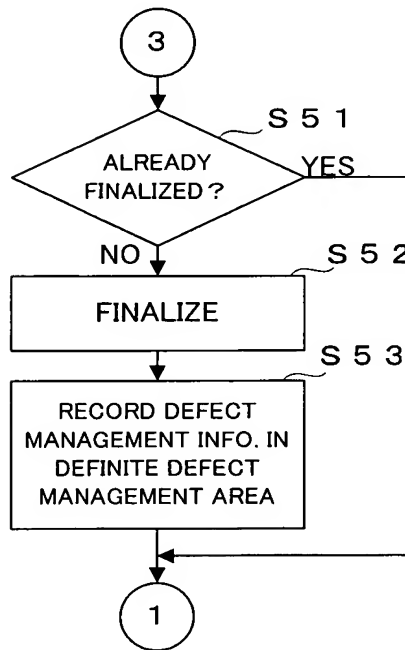 3
S 5 1
ALREADY
FINALIZED?
YES
NO
S 5 2
FINALIZE
S 5 3
RECORD DEFECT
MANAGEMENT INFO. IN
DEFINITE DEFECT
MANAGEMENT AREA
1